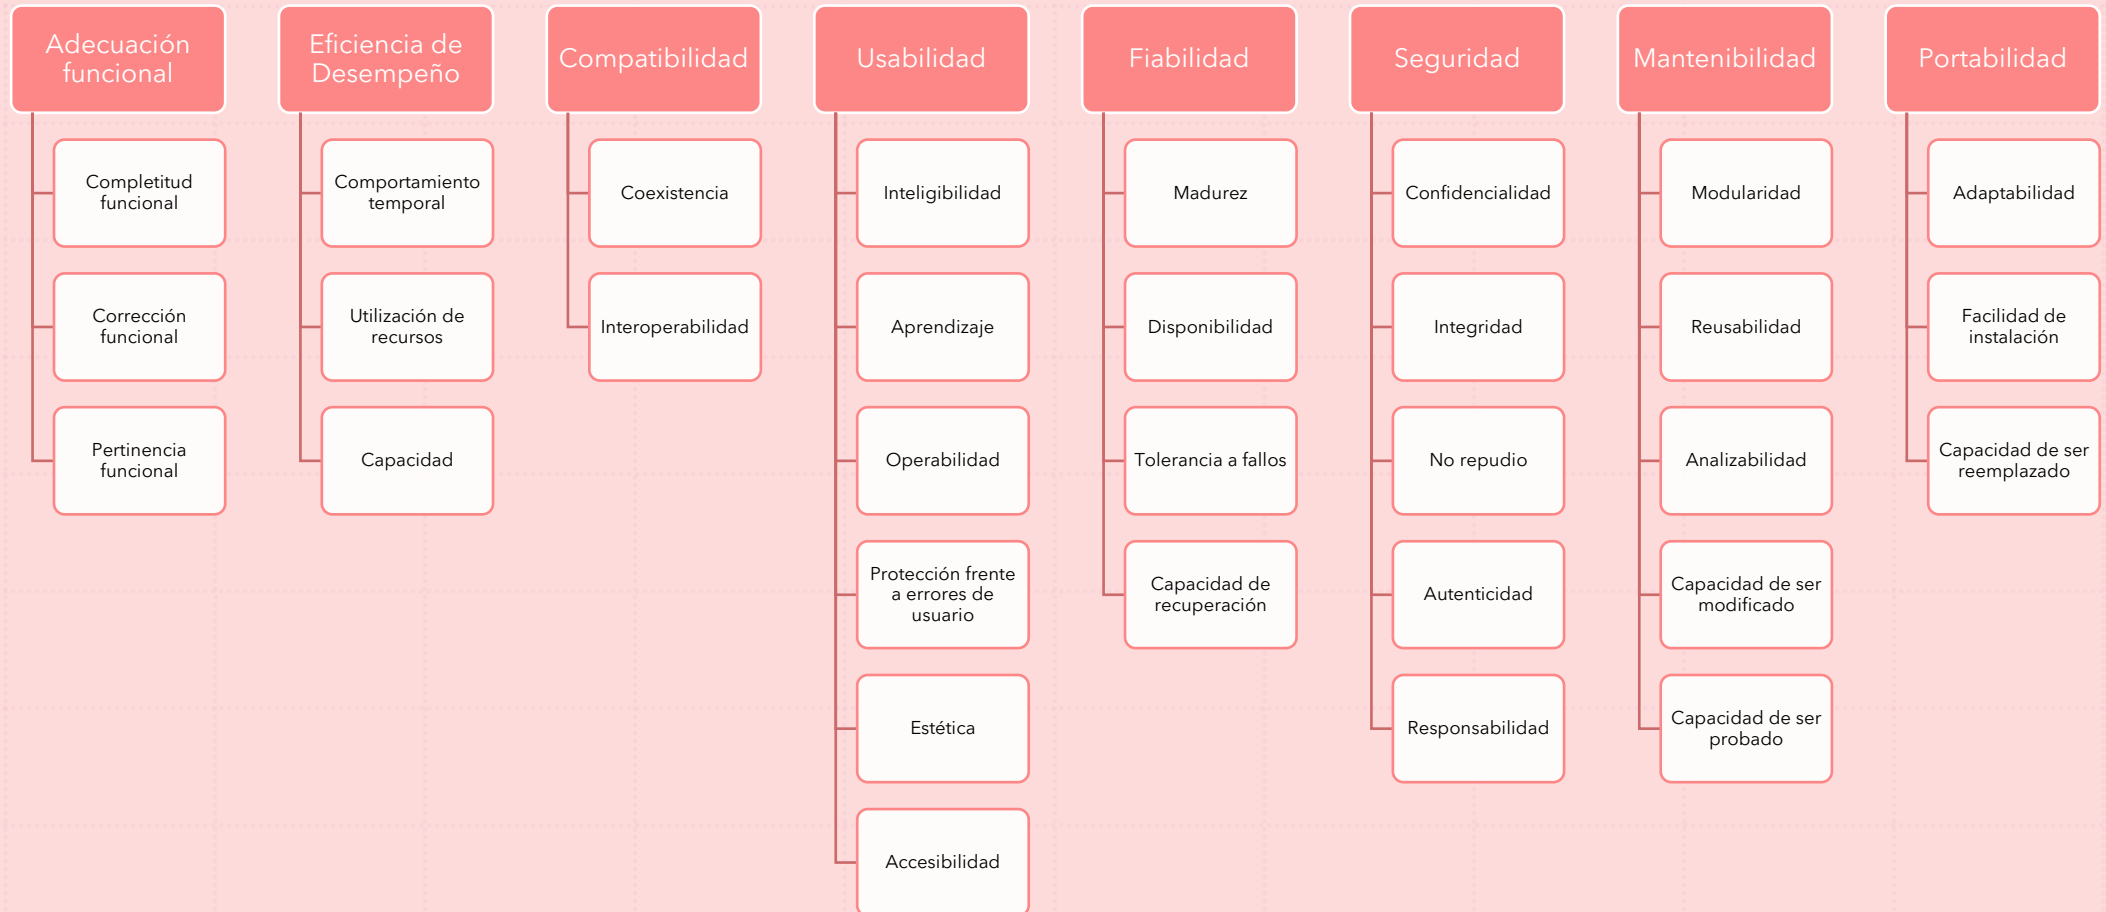 Adecuación
funcional
Completitud
funcional
Corrección
funcional
Pertinencia
funcional
Eficiencia de
Desempeño
Comportamiento
temporal
Utilización de
recursos
Capacidad
Compatibilidad
Coexistencia
Interoperabilidad
Usabilidad
Inteligibilidad
Aprendizaje
Operabilidad
Protección frente
a errores de
usuario
Estética
Accesibilidad
Fiabilidad
Madurez
Disponibilidad
Tolerancia a fallos
Capacidad de
recuperación
Seguridad
Confidencialidad
Integridad
No repudio
Autenticidad
Responsabilidad
Mantenibilidad
Modularidad
Reusabilidad
Analizabilidad
Capacidad de ser
modificado
Capacidad de ser
probado
Portabilidad
Adaptabilidad
Facilidad de
instalación
Capacidad de ser
reemplazado